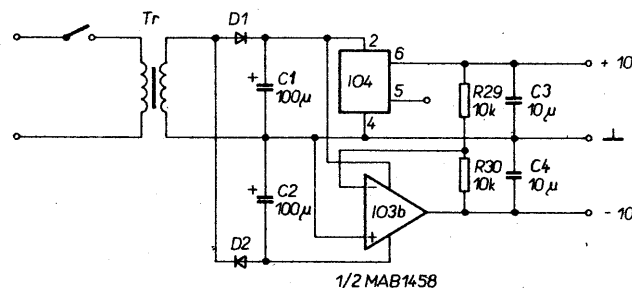 Tr
D1
C1
100µ
+
2
6
IO4
5
4
R29
10k
C3
10µ
+ 10
⊥
C2
100µ
+
D2
−
+
IO3b
R30
10k
C4
10µ
- 10
1/2 MAB1458